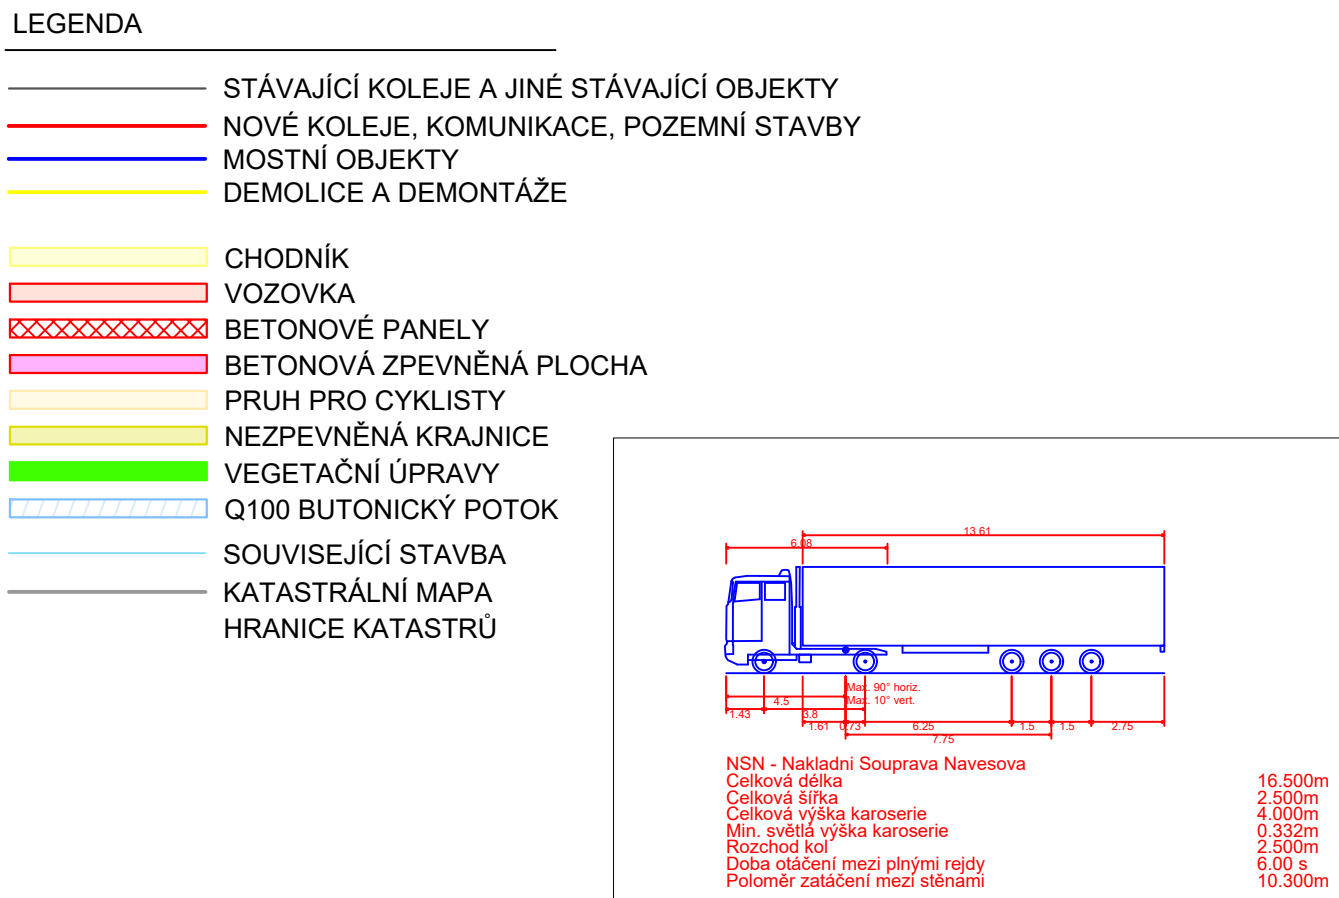 LEGENDA
STÁVAJÍCÍ KOLEJE A JINÉ STÁVAJÍCÍ OBJEKTY
NOVÉ KOLEJE, KOMUNIKACE, POZEMNÍ STAVBY
MOSTNÍ OBJEKTY
DEMOLICE A DEMONTÁŽE
CHODNÍK
VOZOVKA
BETONOVÉ PANELY
BETONOVÁ ZPEVNĚNÁ PLOCHA
PRUH PRO CYKLISTY
NEZPEVNĚNÁ KRAJNICE
VEGETAČNÍ ÚPRAVY
Q100 BUTONICKÝ POTOK
SOUVISEJÍCÍ STAVBA
KATASTRÁLNÍ MAPA
HRANICE KATASTRŮ
13.61
6.08
Max. 90° horiz.
4.5 Max. 10° vert.
1.43 3.8
1.61 0.73 6.25 1.5 1.5 2.75
7.75
NSN - Nakladni Souprava Navesova
Celková délka 16.500m
Celková šířka 2.500m
Celková výška karoserie 4.000m
Min. světlá výška karoserie 0.332m
Rozchod kol 2.500m
Doba otáčení mezi plnými rejdy 6.00 s
Poloměr zatáčení mezi stěnami 10.300m